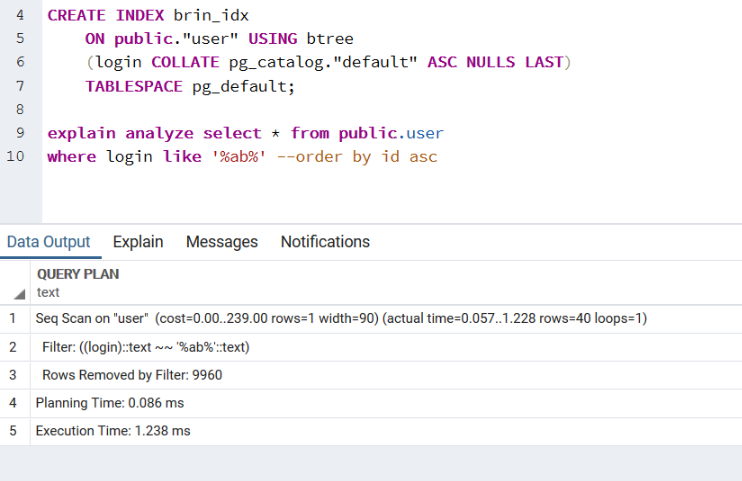 4 CREATE INDEX brin_idx
5 ON public."user" USING btree
6 (login COLLATE pg_catalog."default" ASC NULLS LAST)
7 TABLESPACE pg_default;
8
9 explain analyze select * from public.user
10 where login like '%ab%' --order by id asc
Data Output Explain Messages Notifications
QUERY PLAN
text
1 Seq Scan on "user" (cost=0.00..239.00 rows=1 width=90) (actual time=0.057..1.228 rows=40 loops=1)
2 Filter: ((login)::text ~~ '%ab%'::text)
3 Rows Removed by Filter: 9960
4 Planning Time: 0.086 ms
5 Execution Time: 1.238 ms